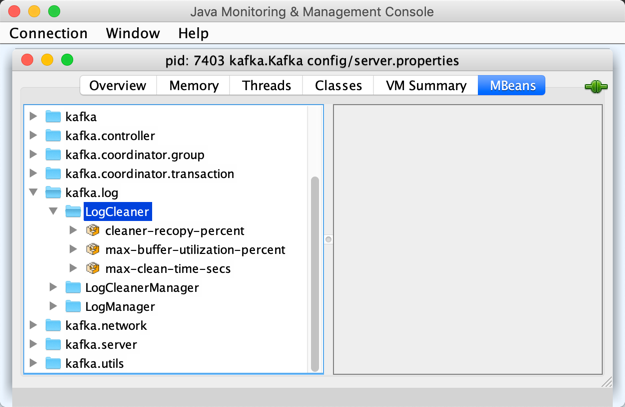 Java Monitoring & Management Console
Connection Window Help
pid: 7403 kafka.Kafka config/server.properties
Overview Memory Threads Classes VM Summary MBeans
kafka
kafka.controller
kafka.coordinator.group
kafka.coordinator.transaction
kafka.log
LogCleaner
cleaner-recopy-percent
max-buffer-utilization-percent
max-clean-time-secs
LogCleanerManager
LogManager
kafka.network
kafka.server
kafka.utils